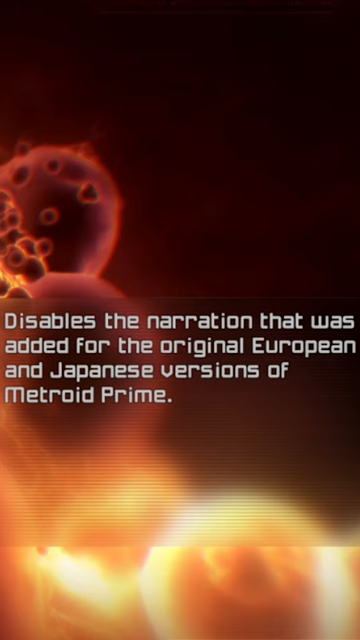 Disables the narration that was
added for the original European
and Japanese versions of
Metroid Prime.